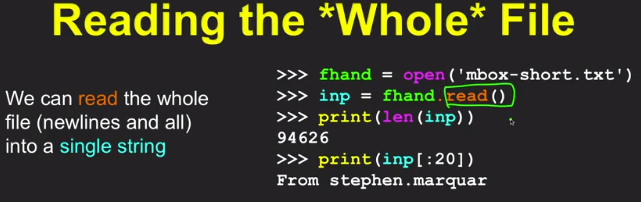 Reading the *Whole* File
We can read the whole
file (newlines and all)
into a single string
>>> fhand = open('mbox-short.txt')
>>> inp = fhand.read()
>>> print(len(inp))
94626
>>> print(inp[:20])
From stephen.marquar